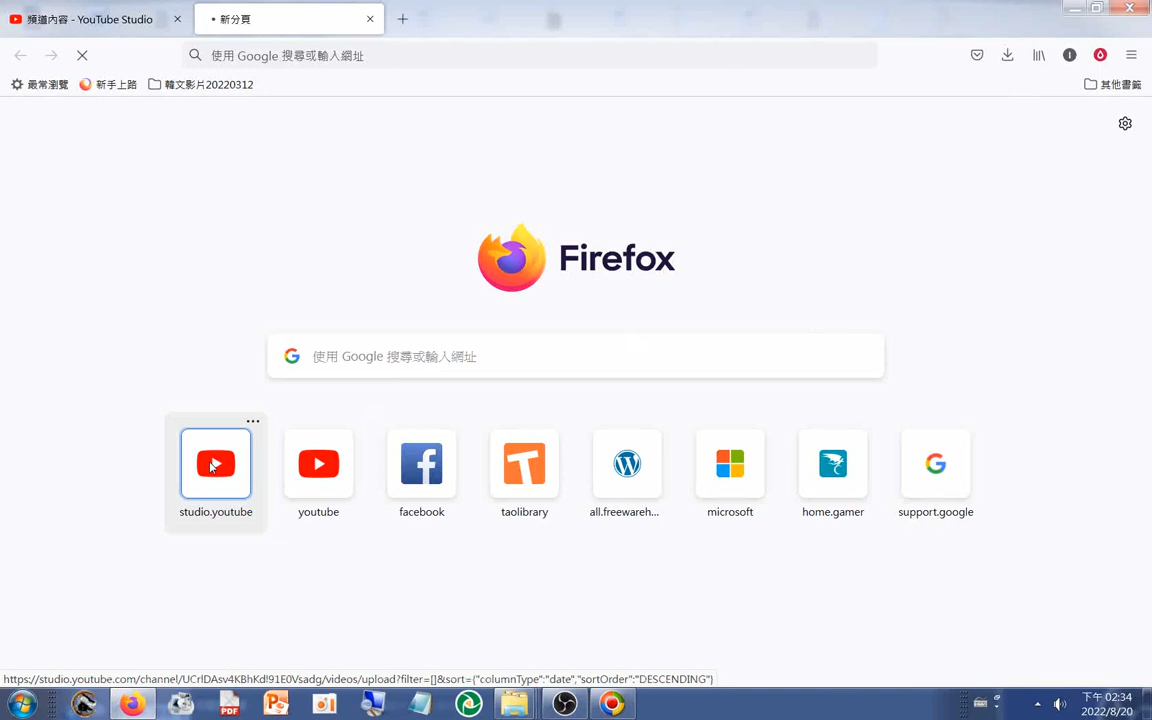 頻道內容 - YouTube Studio
新分頁
使用 Google 搜尋或輸入網址
最常瀏覽
新手上路
韓文影片20220312
其他書籤
Firefox
使用 Google 搜尋或輸入網址
studio.youtube
youtube
facebook
taolibrary
all.freewareh...
microsoft
home.gamer
support.google
https://studio.youtube.com/channel/UCrlDAsv4KBhKd!91E0Vsadg/videos/upload?filter=[]&sort={"columnType":"date","sortOrder":"DESCENDING"}
PDF
下午 02:34
2022/8/20